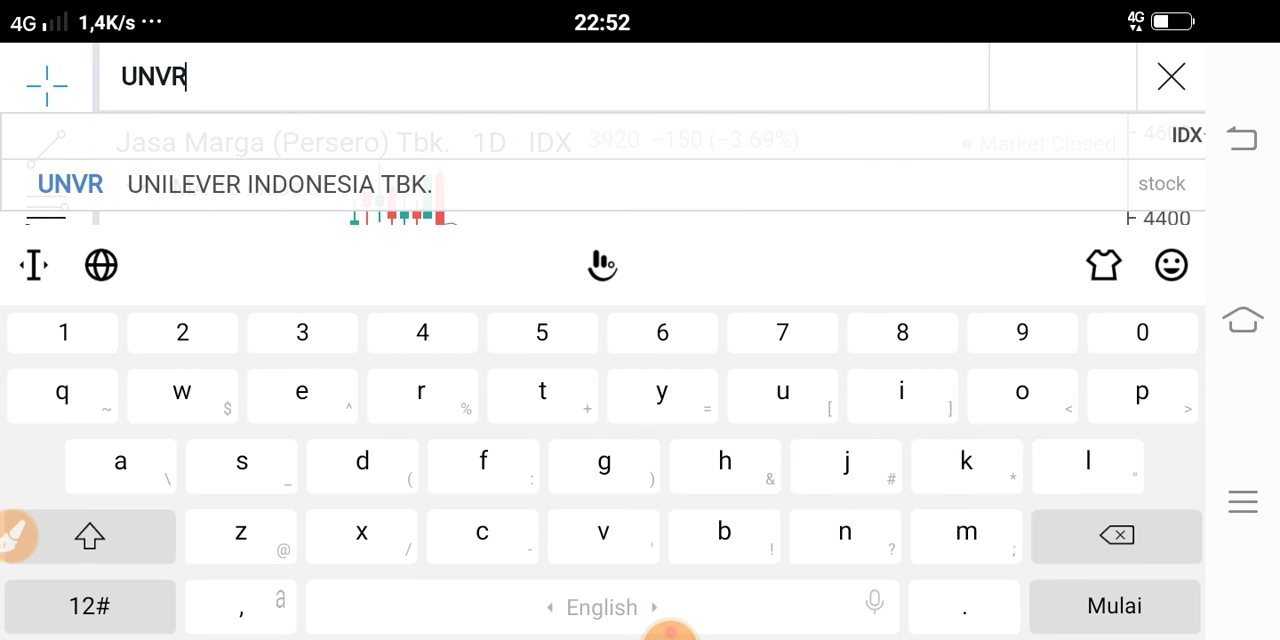 4G 1,4K/s ··· 22:52 4G
UNVR
Jasa Marga (Persero) Tbk. 1D IDX 3920 −150 (−3.69%) Market Closed 460 IDX
UNVR UNILEVER INDONESIA TBK. stock
4400
1 2 3 4 5 6 7 8 9 0
q ~ w $ e ^ r % t + y = u [ i ] o < p >
a \ s _ d ( f : g ) h & j # k * l "
z @ x / c - v ' b ! n ? m ;
12# , English . Mulai